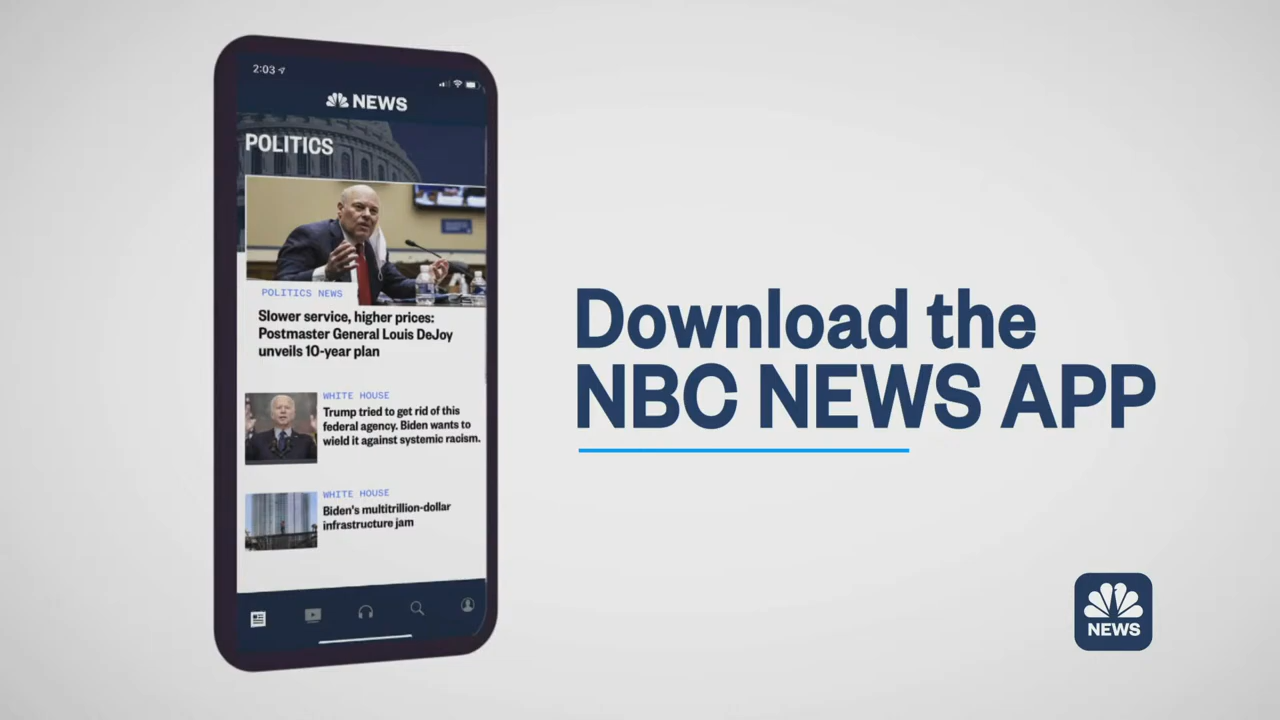 2:03
NEWS
POLITICS
POLITICS NEWS
Slower service, higher prices:
Postmaster General Louis DeJoy
unveils 10-year plan
WHITE HOUSE
Trump tried to get rid of this
federal agency. Biden wants to
wield it against systemic racism.
WHITE HOUSE
Biden's multitrillion-dollar
infrastructure jam
Download the
NBC NEWS APP
NEWS